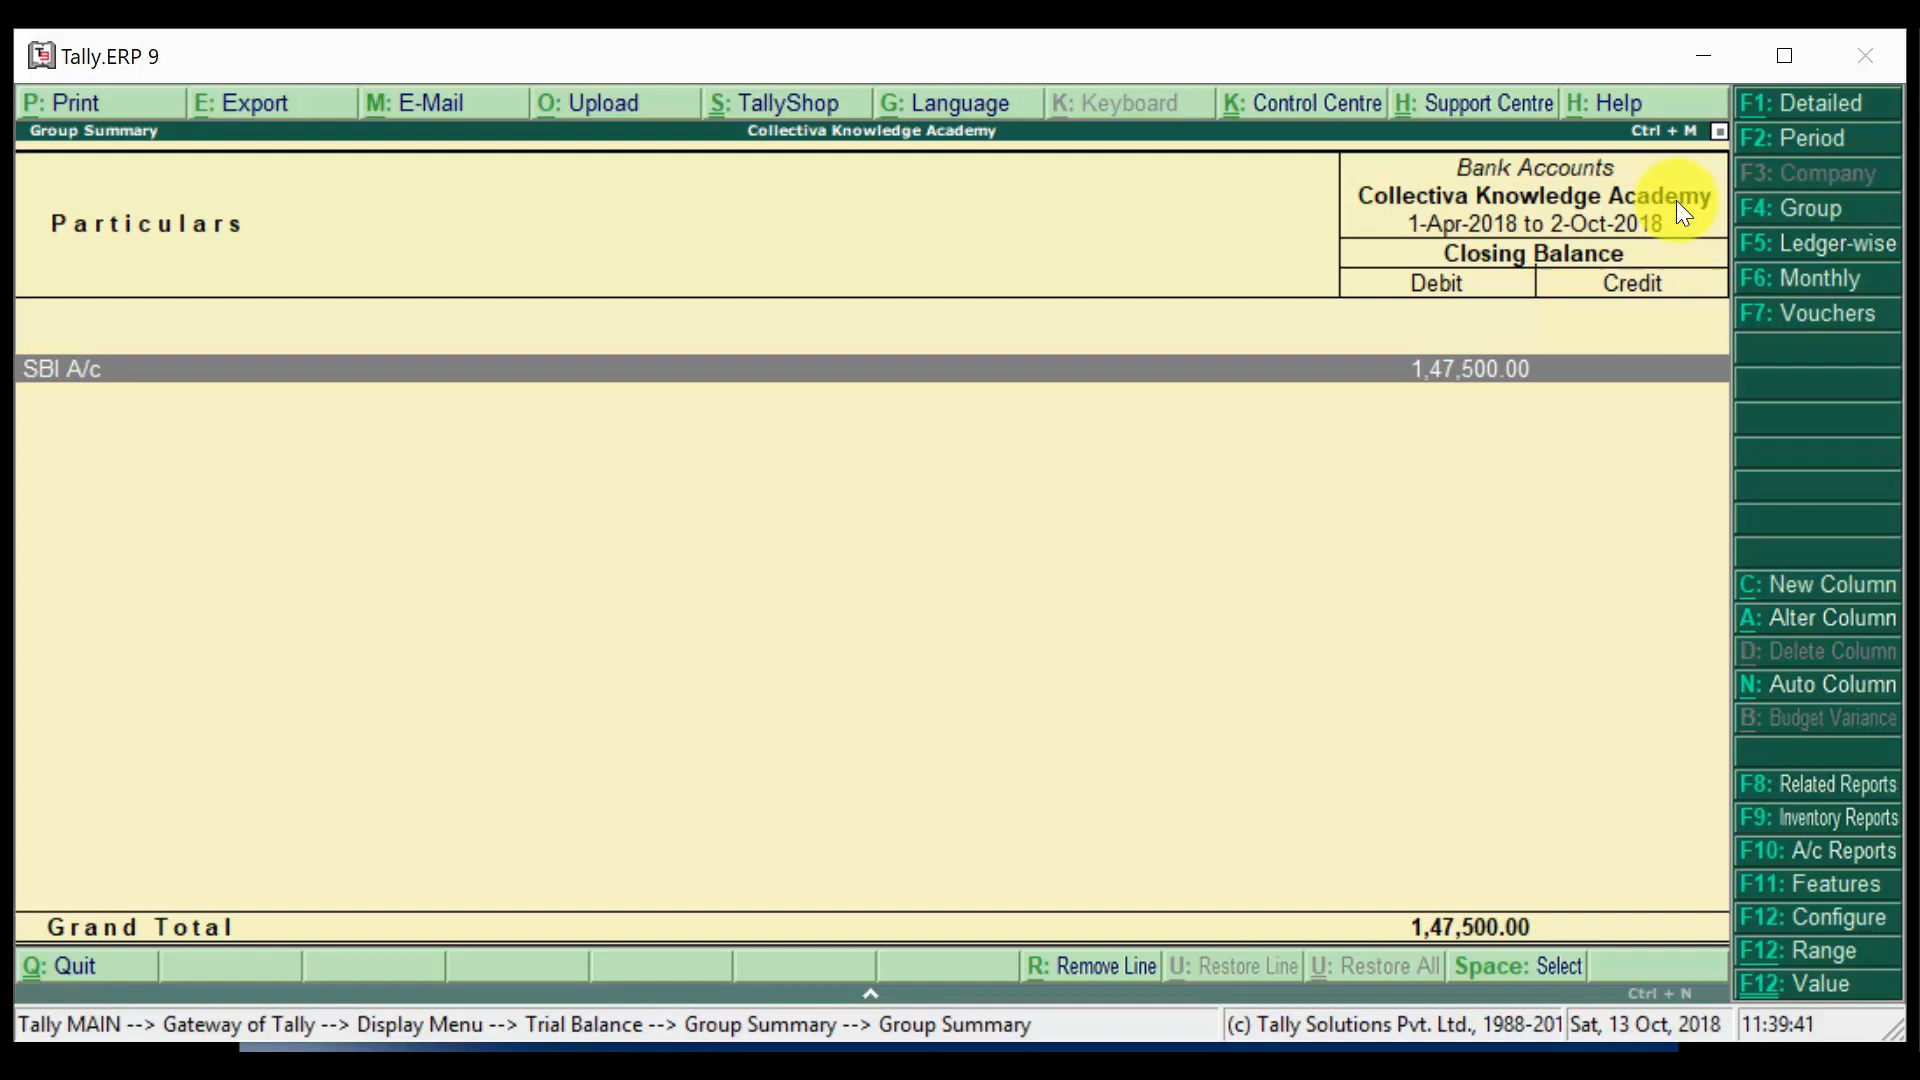 Tally.ERP 9
P: Print E: Export M: E-Mail O: Upload S: TallyShop G: Language K: Keyboard K: Control Centre H: Support Centre H: Help
Group Summary Collectiva Knowledge Academy Ctrl + M
Particulars
Bank Accounts
Collectiva Knowledge Academy
1-Apr-2018 to 2-Oct-2018
Closing Balance
Debit Credit
SBI A/c 1,47,500.00
Grand Total 1,47,500.00
Q: Quit R: Remove Line U: Restore Line U: Restore All Space: Select
Ctrl + N
Tally MAIN --> Gateway of Tally --> Display Menu --> Trial Balance --> Group Summary --> Group Summary (c) Tally Solutions Pvt. Ltd., 1988-201 Sat, 13 Oct, 2018 11:39:41
F1: Detailed
F2: Period
F3: Company
F4: Group
F5: Ledger-wise
F6: Monthly
F7: Vouchers
C: New Column
A: Alter Column
D: Delete Column
N: Auto Column
B: Budget Variance
F8: Related Reports
F9: Inventory Reports
F10: A/c Reports
F11: Features
F12: Configure
F12: Range
F12: Value